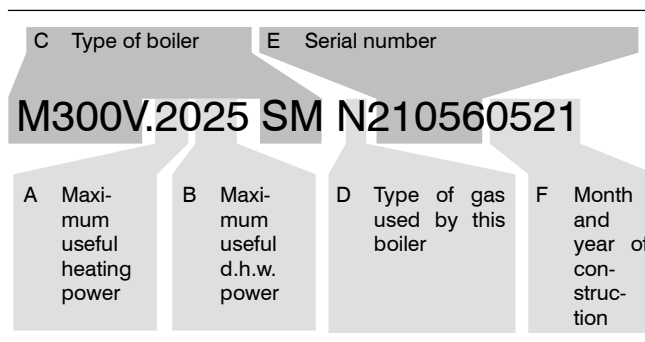 C Type of boiler
E Serial number
M300V.2025 SM N210560521
A Maxi-
mum
useful
heating
power
B Maxi-
mum
useful
d.h.w.
power
D Type of gas
used by this
boiler
F Month
and
year of
con-
struc-
tion